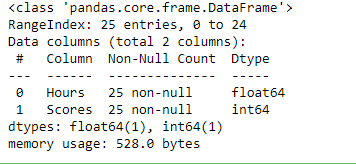 <class 'pandas.core.frame.DataFrame'>
RangeIndex: 25 entries, 0 to 24
Data columns (total 2 columns):
 #   Column  Non-Null Count  Dtype
---  ------  --------------  -----
 0   Hours   25 non-null     float64
 1   Scores  25 non-null     int64
dtypes: float64(1), int64(1)
memory usage: 528.0 bytes